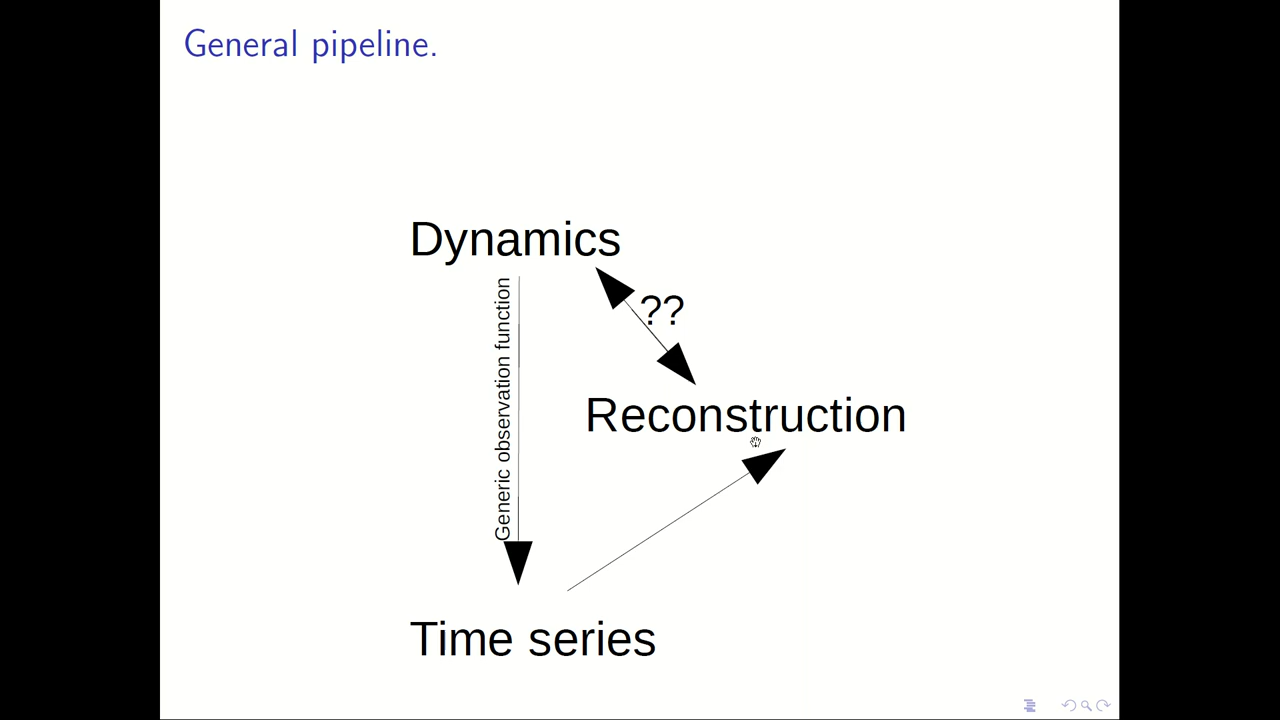 General pipeline.
Dynamics
Generic observation function
??
Reconstruction
Time series